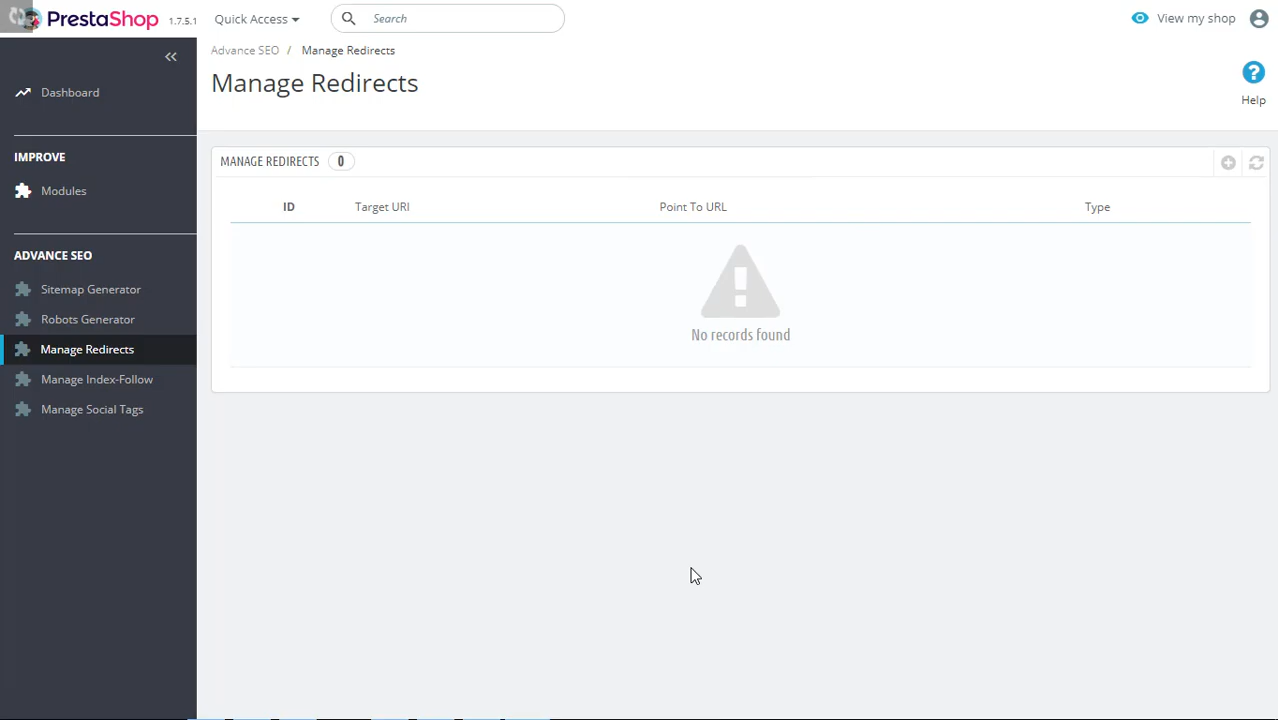 PrestaShop 1.7.5.1 Quick Access Search View my shop
Advance SEO / Manage Redirects
Manage Redirects
? Help
Dashboard
IMPROVE
Modules
ADVANCE SEO
Sitemap Generator
Robots Generator
Manage Redirects
Manage Index-Follow
Manage Social Tags
MANAGE REDIRECTS 0
ID Target URI Point To URL Type
No records found